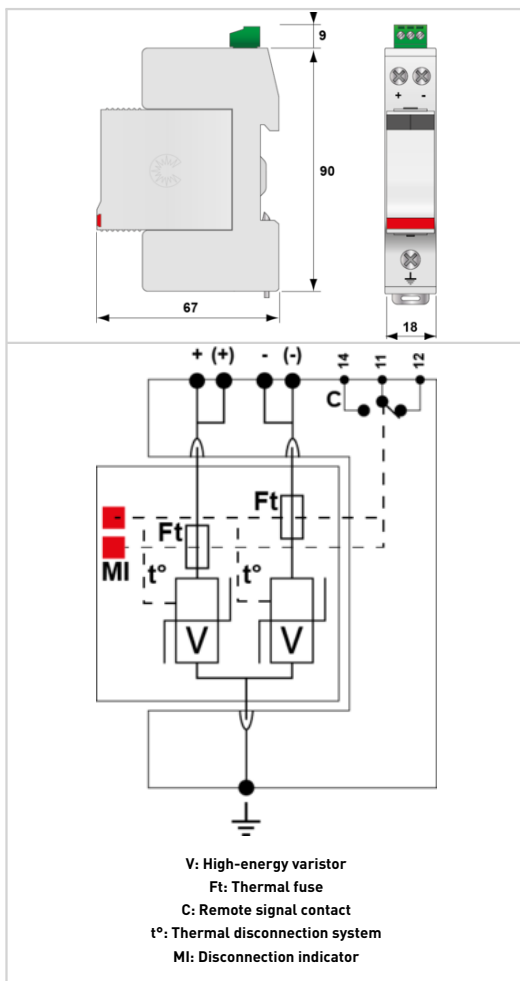 9
90
67
+ -
18
+ (+) - (-) 14 11 12
C
Ft
Ft
MI t° t°
V V
V: High-energy varistor
Ft: Thermal fuse
C: Remote signal contact
t°: Thermal disconnection system
MI: Disconnection indicator